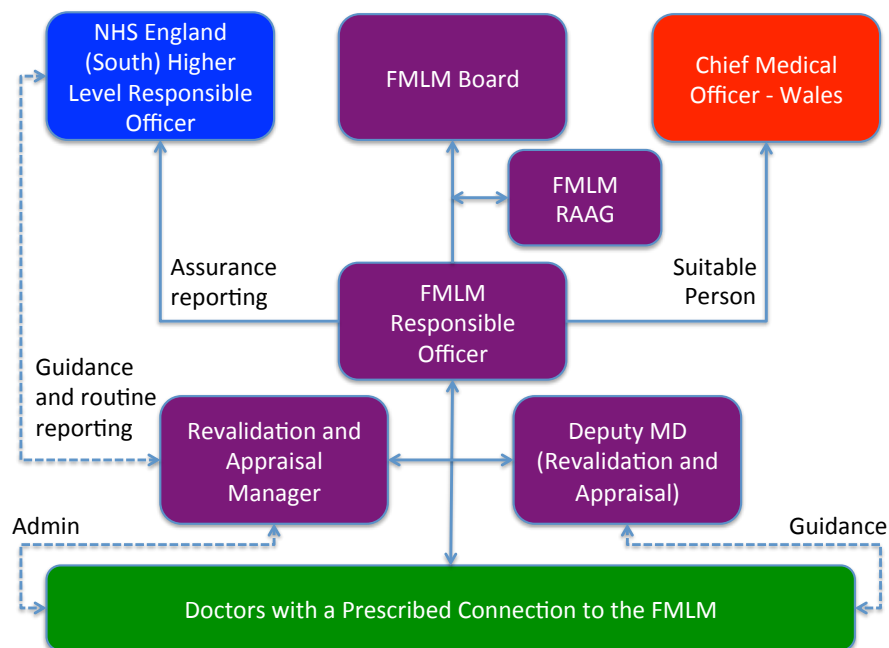 NHS England
(South) Higher
Level Responsible
Officer
FMLM Board
Chief Medical
Officer - Wales
FMLM
RAAG
Assurance
reporting
Suitable
Person
FMLM
Responsible
Officer
Guidance
and routine
reporting
Revalidation and
Appraisal
Manager
Deputy MD
(Revalidation and
Appraisal)
Admin
Guidance
Doctors with a Prescribed Connection to the FMLM